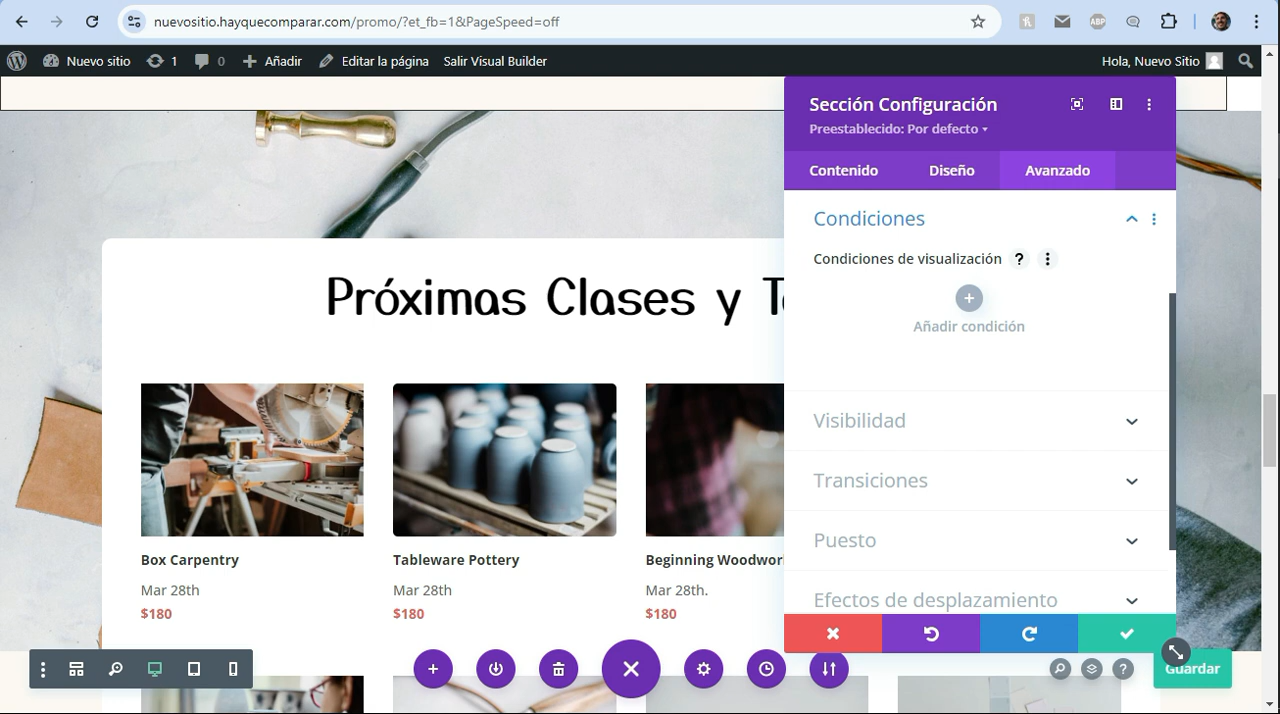 nuevositio.hayquecomparar.com/promo/?et_fb=1&PageSpeed=off
ABP
Nuevo sitio
1
0
Añadir
Editar la página
Salir Visual Builder
Hola, Nuevo Sitio
Sección Configuración
Preestablecido: Por defecto
Contenido
Diseño
Avanzado
Condiciones
Condiciones de visualización
?
Añadir condición
Visibilidad
Transiciones
Puesto
Efectos de desplazamiento
Próximas Clases y T
Box Carpentry
Mar 28th
$180
Tableware Pottery
Mar 28th
$180
Beginning Woodwor
Mar 28th.
$180
?
Guardar